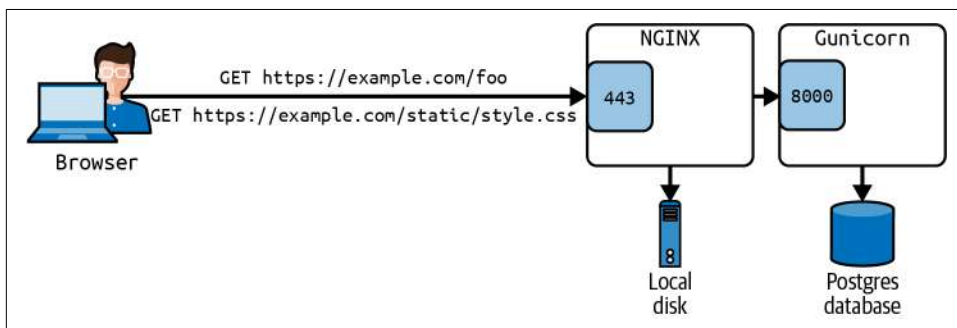 NGINX
Gunicorn
GET https://example.com/foo
443
8000
GET https://example.com/static/style.css
Browser
Local
disk
Postgres
database